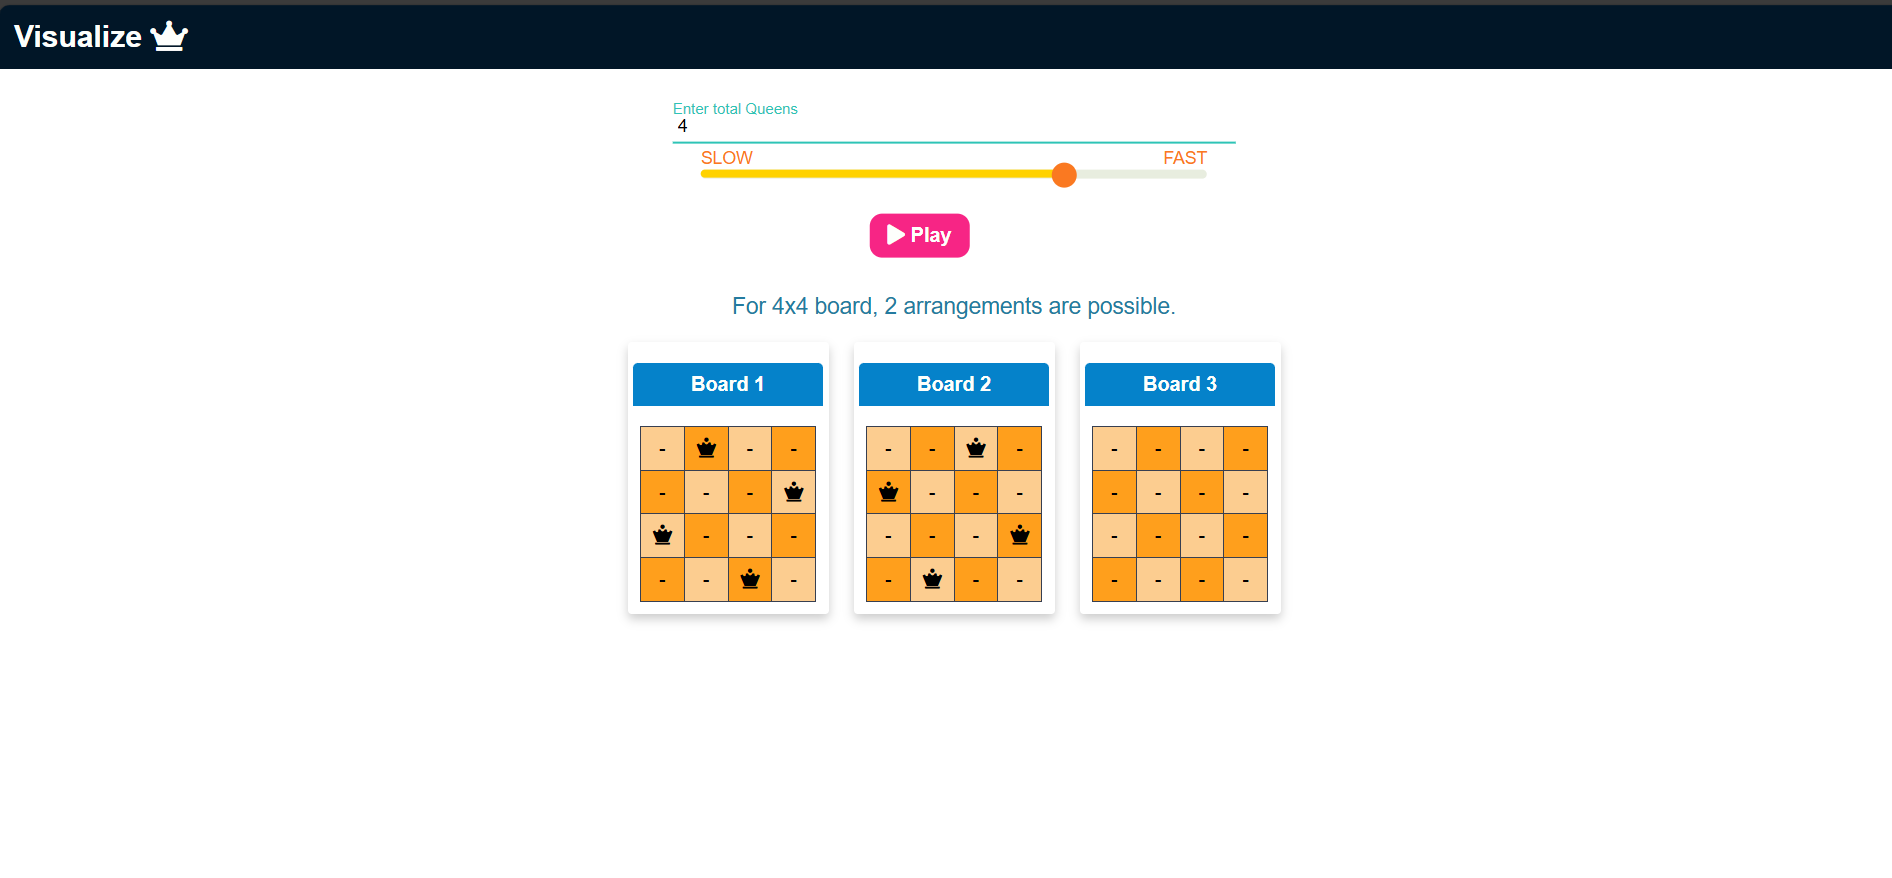 Visualize
Enter total Queens
4
SLOW FAST
Play
For 4x4 board, 2 arrangements are possible.
Board 1 Board 2 Board 3
- - - - - - - - - -
- - - - - - - - - -
- - - - - - - - - -
- - - - - - - - - -